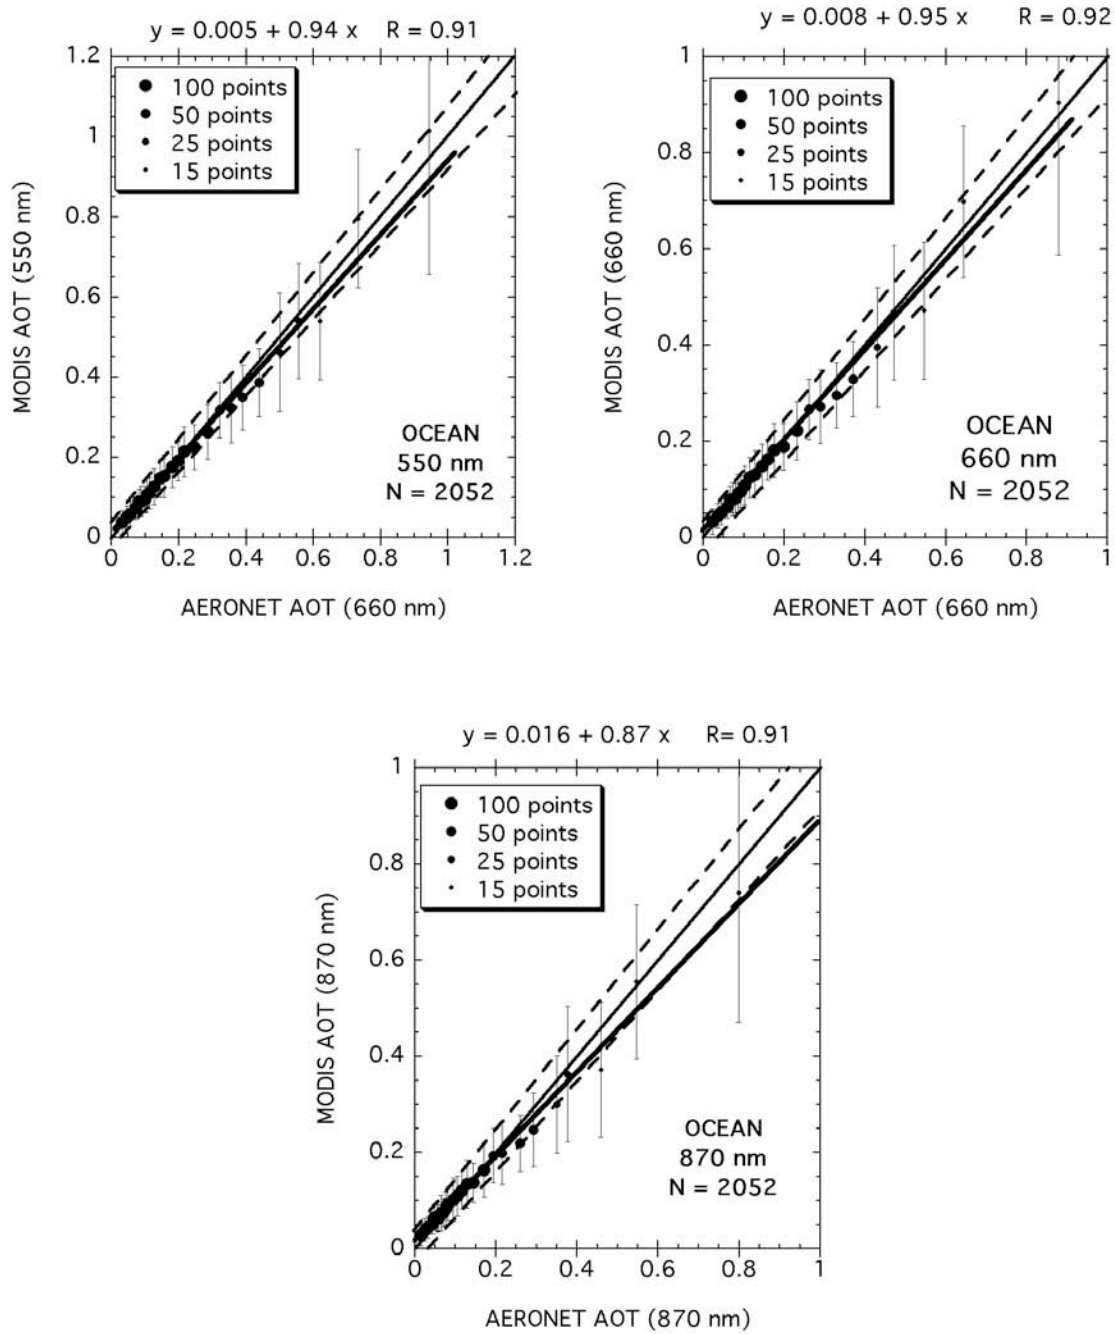 y = 0.005 + 0.94 x R = 0.91
1.2
1
0.8
0.6
0.4
0.2
0
100 points
50 points
25 points
15 points
MODIS AOT (550 nm)
OCEAN
550 nm
N = 2052
0 0.2 0.4 0.6 0.8 1 1.2
AERONET AOT (660 nm)
y = 0.008 + 0.95 x R = 0.92
1
0.8
0.6
0.4
0.2
0
100 points
50 points
25 points
15 points
MODIS AOT (660 nm)
OCEAN
660 nm
N = 2052
0 0.2 0.4 0.6 0.8 1
AERONET AOT (660 nm)
y = 0.016 + 0.87 x R= 0.91
1
0.8
0.6
0.4
0.2
0
100 points
50 points
25 points
15 points
MODIS AOT (870 nm)
OCEAN
870 nm
N = 2052
0 0.2 0.4 0.6 0.8 1
AERONET AOT (870 nm)